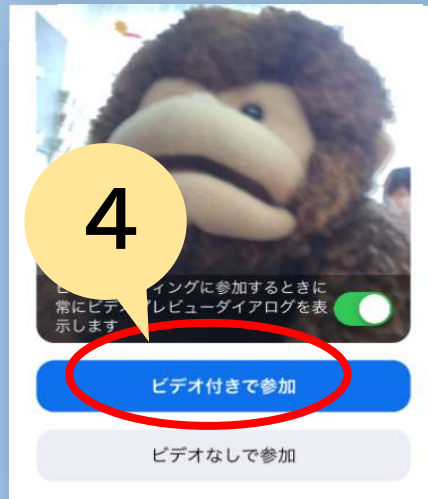 4
ィングに参加するときに
常にビデ レビューダイアログを表
示します
ビデオ付きで参加
ビデオなしで参加